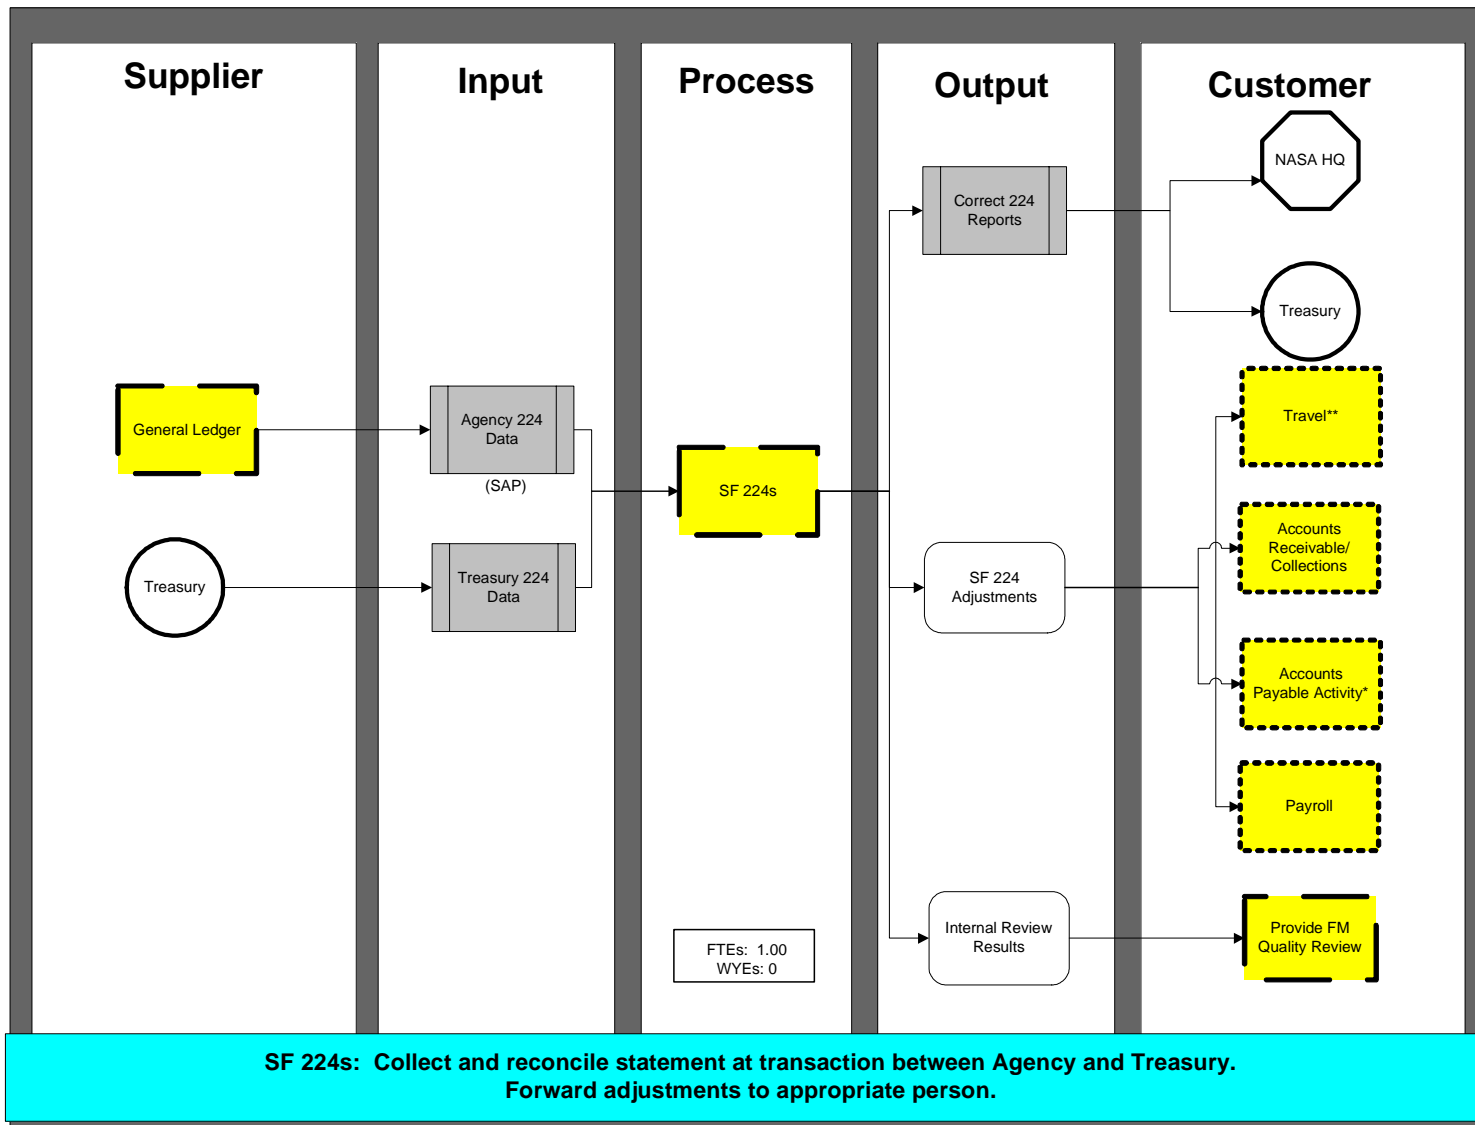 Supplier
Input
Process
Output
Customer
General Ledger
Treasury
Agency 224
Data
(SAP)
Treasury 224
Data
SF 224s
FTEs:  1.00
WYEs: 0
Correct 224
Reports
SF 224
Adjustments
Internal Review
Results
NASA HQ
Treasury
Travel**
Accounts
Receivable/
Collections
Accounts
Payable Activity*
Payroll
Provide FM
Quality Review
SF 224s:  Collect and reconcile statement at transaction between Agency and Treasury.
Forward adjustments to appropriate person.